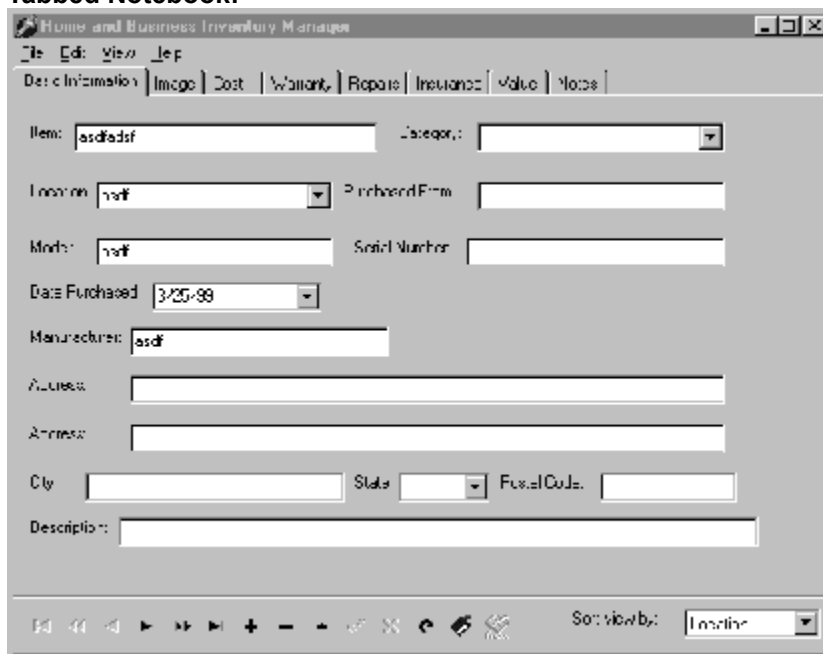 Tabbed Notebook:
Home and Business Inventory Manager
File Edit View Help
Basic Information Image Cost Warranty Repairs Insurance Value Notes
Item: asdfadsf Category:
Location asdf Purchased From
Model: asdf Serial Number
Date Purchased 3/25/99
Manufacturer: asdf
Address:
Address:
City State Postal Code:
Description:
Sort view by: Location